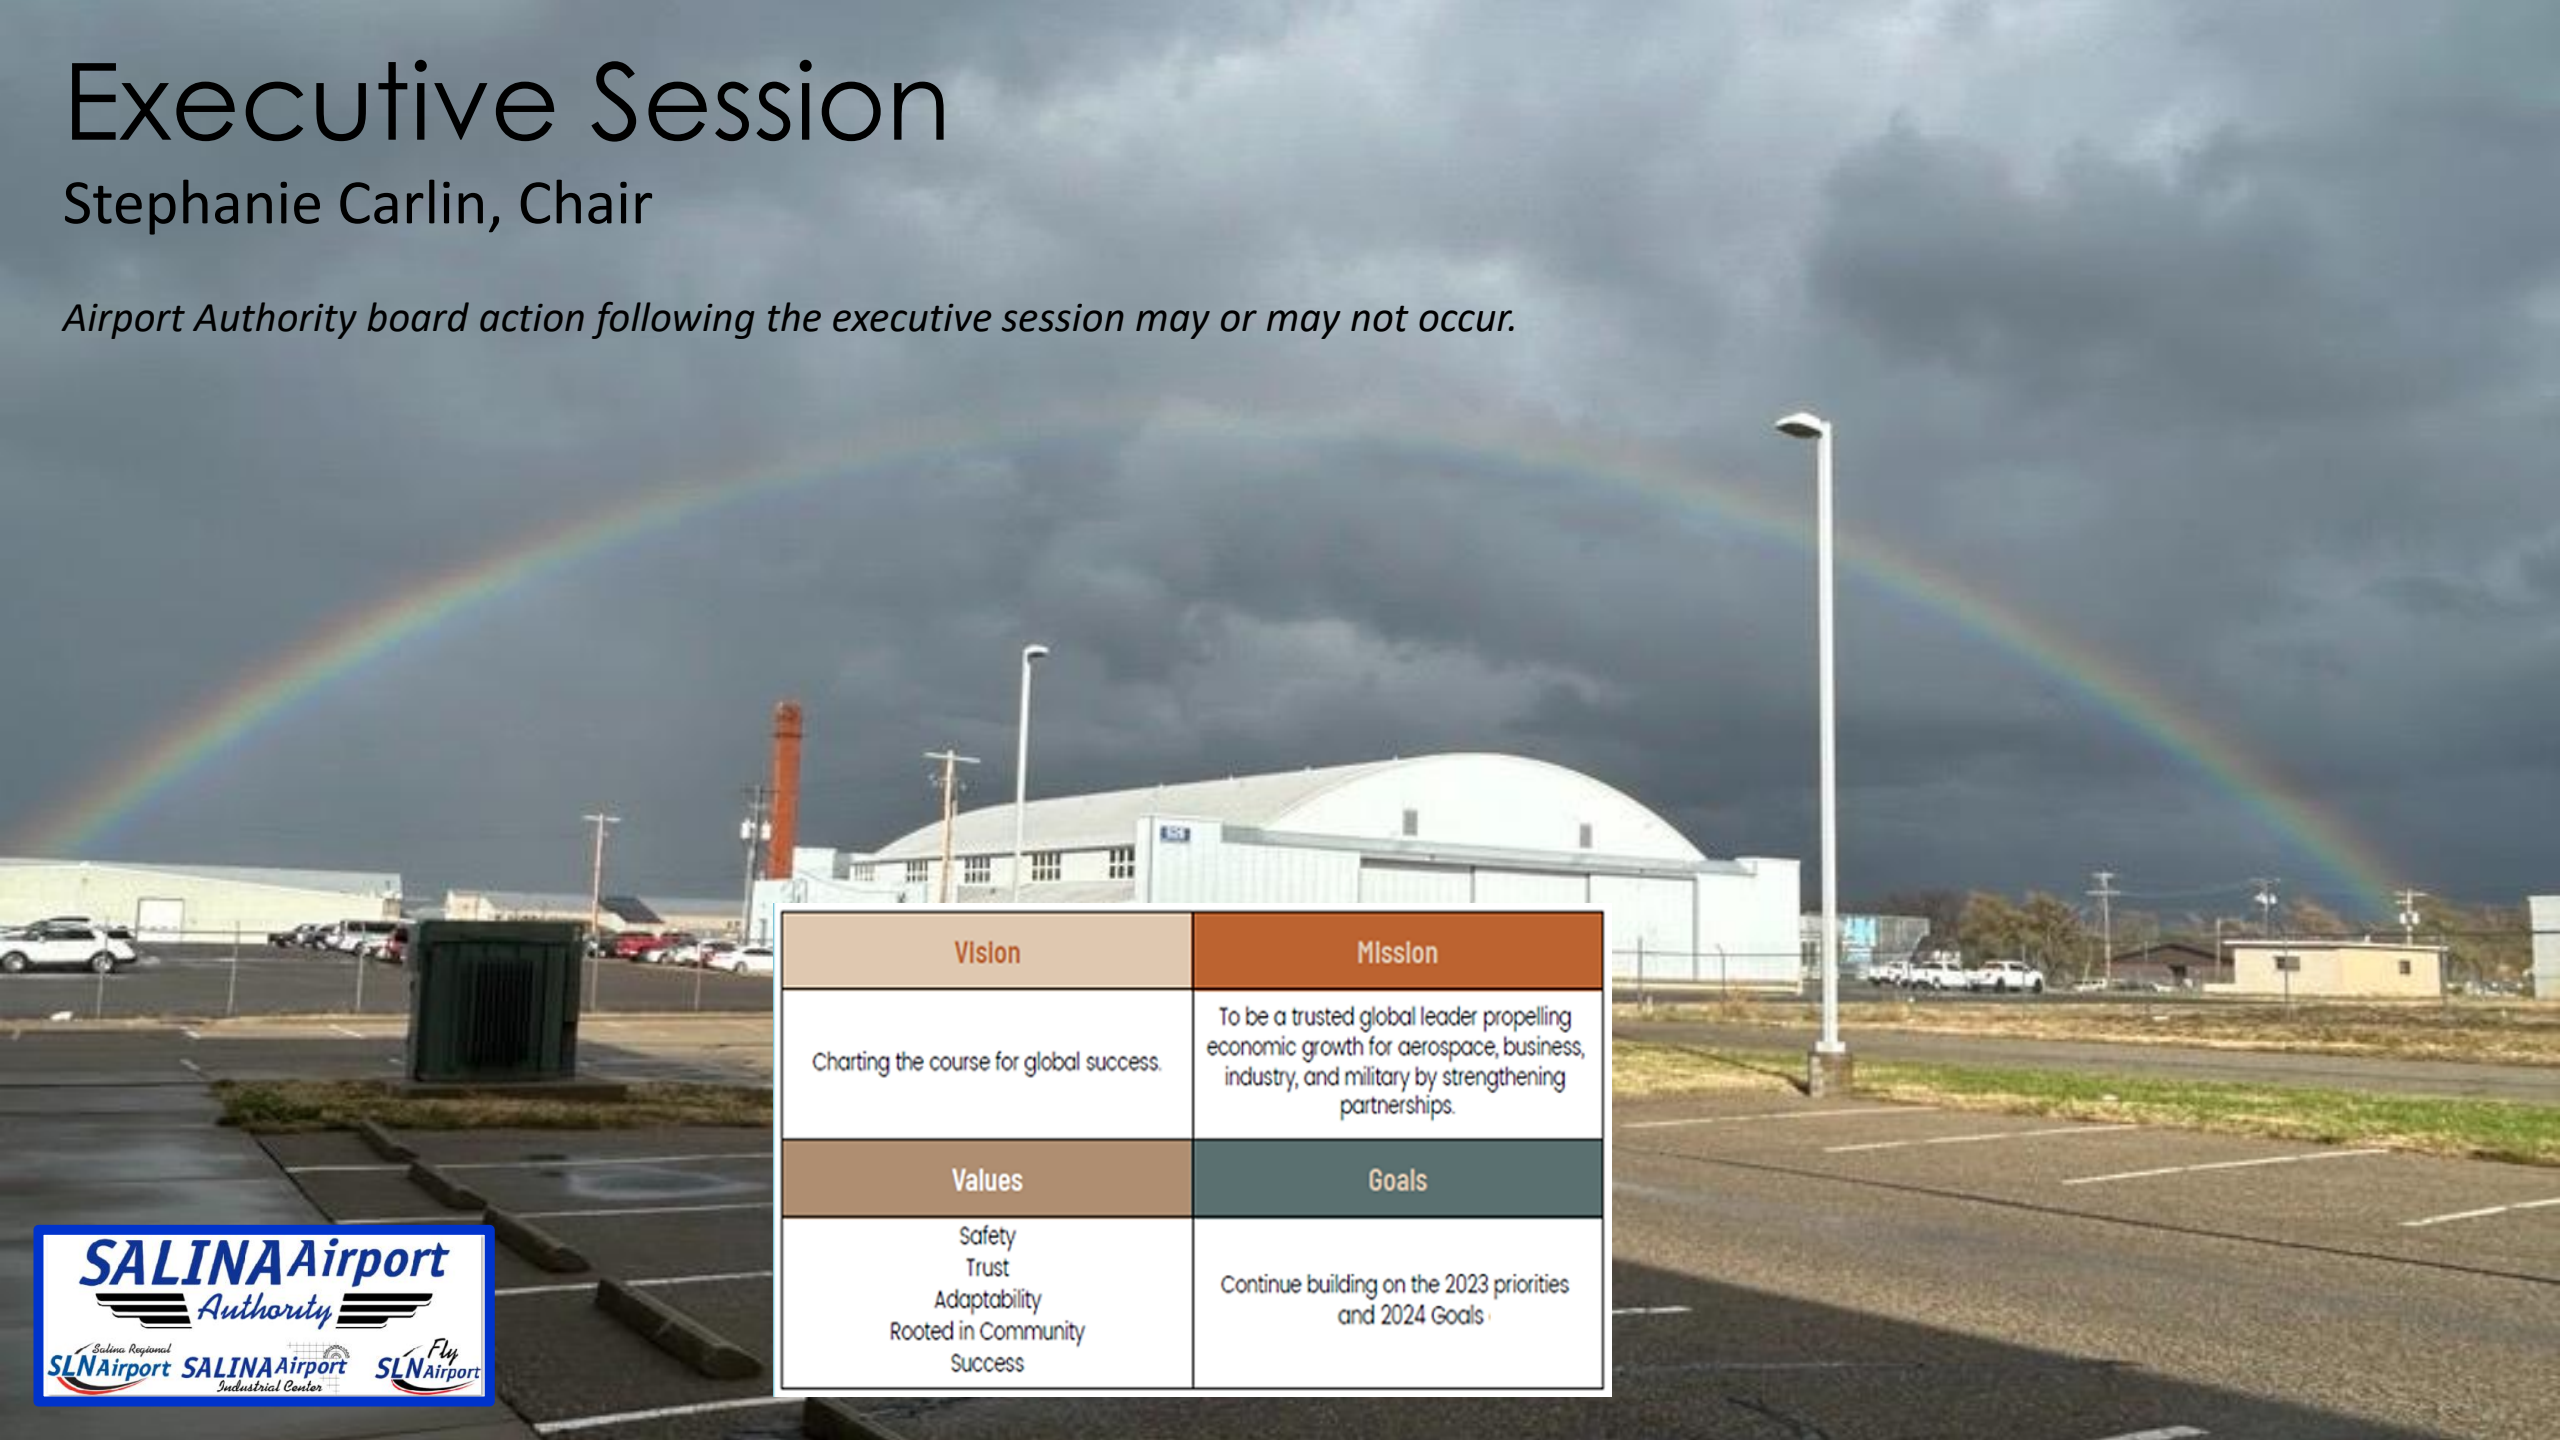 Executive Session
Stephanie Carlin, Chair
Airport Authority board action following the executive session may or may not occur.
Vision
Mission
Charting the course for global success.
To be a trusted global leader propelling
economic growth for aerospace, business,
industry, and military by strengthening
partnerships.
Values
Goals
Safety
Trust
Adaptability
Rooted in Community
Success
Continue building on the 2023 priorities
and 2024 Goals
SALINA Airport
Authority
Salina Regional
SLN Airport
SALINA Airport
Industrial Center
Fly
SLN Airport